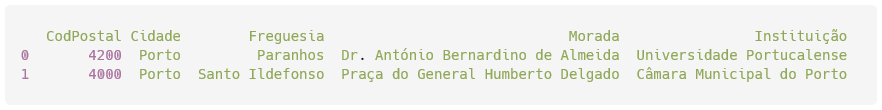 CodPostal Cidade Freguesia Morada Instituição
0 4200 Porto Paranhos Dr. António Bernardino de Almeida Universidade Portucalense
1 4000 Porto Santo Ildefonso Praça do General Humberto Delgado Câmara Municipal do Porto